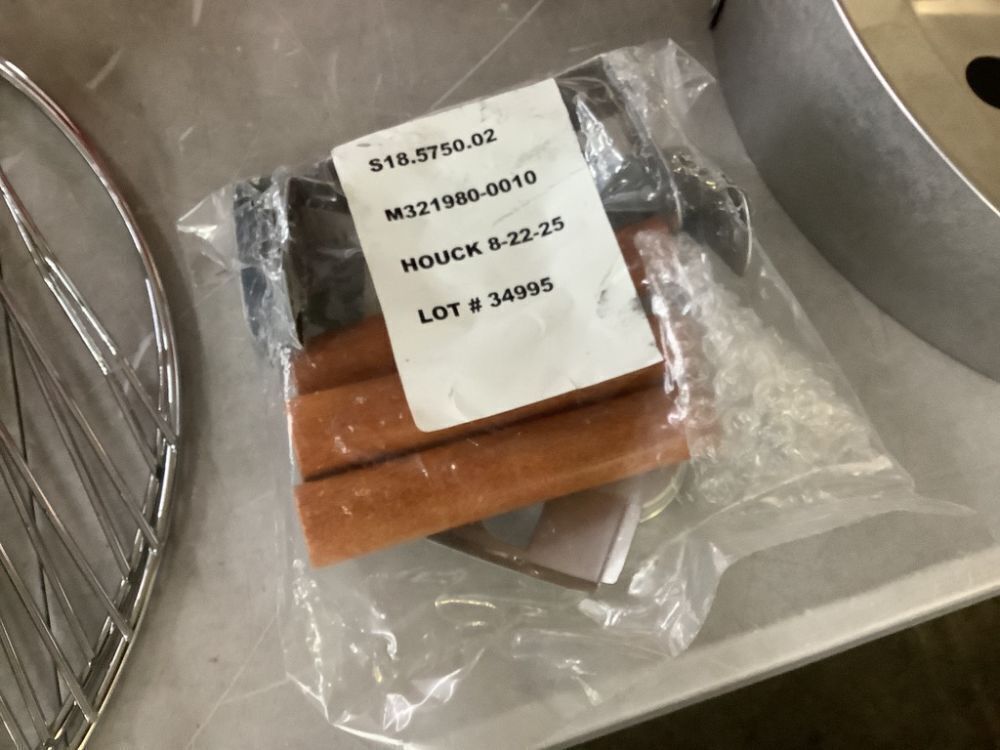 S18.5750.02
M321980-0010
HOUCK 8-22-25
LOT # 34995